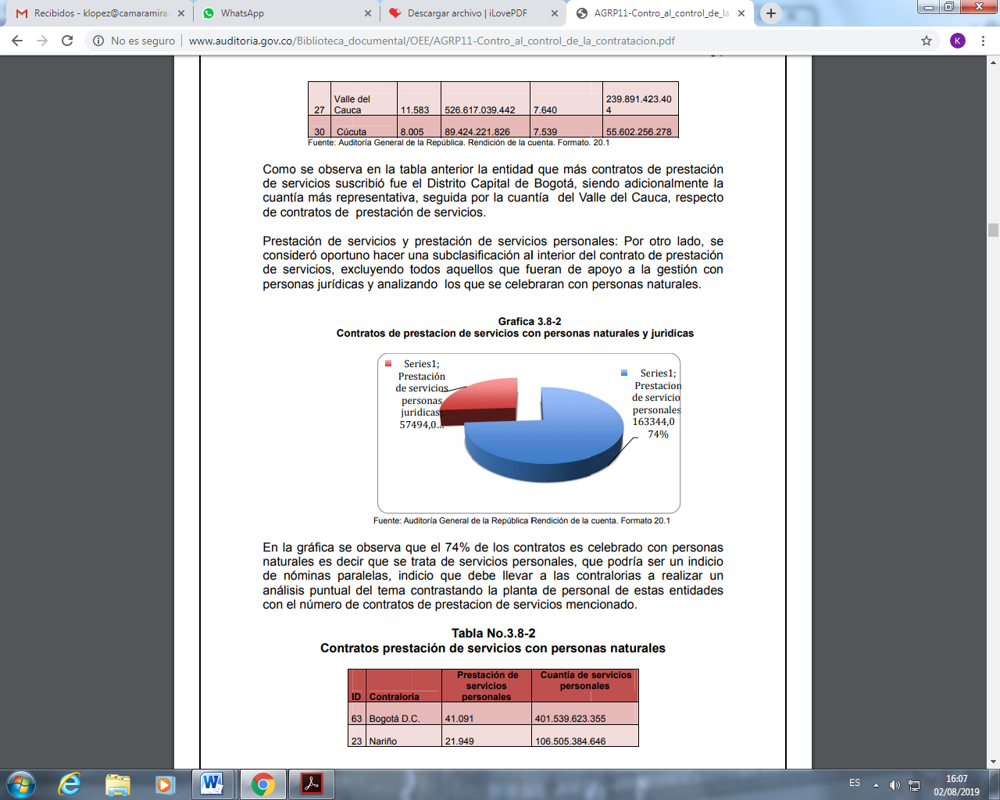 Recibidos - klopez@camaramira
WhatsApp
Descargar archivo | iLovePDF
AGRP11-Contro_al_control_de_la
No es seguro | www.auditoria.gov.co/Biblioteca_documental/OEE/AGRP11-Contro_al_control_de_la_contratacion.pdf
K
27 Valle del Cauca 11.583 526.617.039.442 7.640 239.891.423.40
4
30 Cúcuta 8.005 89.424.221.826 7.539 55.602.256.278
Fuente: Auditoría General de la República. Rendición de la cuenta. Formato. 20.1
Como se observa en la tabla anterior la entidad que más contratos de prestación
de servicios suscribió fue el Distrito Capital de Bogotá, siendo adicionalmente la
cuantía más representativa, seguida por la cuantía del Valle del Cauca, respecto
de contratos de prestación de servicios.
Prestación de servicios y prestación de servicios personales: Por otro lado, se
consideró oportuno hacer una subclasificación al interior del contrato de prestación
de servicios, excluyendo todos aquellos que fueran de apoyo a la gestión con
personas jurídicas y analizando los que se celebraran con personas naturales.
Grafica 3.8-2
Contratos de prestacion de servicios con personas naturales y juridicas
Series1;
Prestación
de servicios
personas
juridicas;
57494,0...
Series1;
Prestacion
de servicio
personales
163344,0
74%
Fuente: Auditoría General de la República Rendición de la cuenta. Formato 20.1
En la gráfica se observa que el 74% de los contratos es celebrado con personas
naturales es decir que se trata de servicios personales, que podría ser un indicio
de nóminas paralelas, indicio que debe llevar a las contralorias a realizar un
análisis puntual del tema contrastando la planta de personal de estas entidades
con el número de contratos de prestacion de servicios mencionado.
Tabla No.3.8-2
Contratos prestación de servicios con personas naturales
ID Contraloría Prestación de servicios personales Cuantía de servicios personales
63 Bogotá D.C. 41.091 401.539.623.355
23 Nariño 21.949 106.505.384.646
ES
16:07
02/08/2019